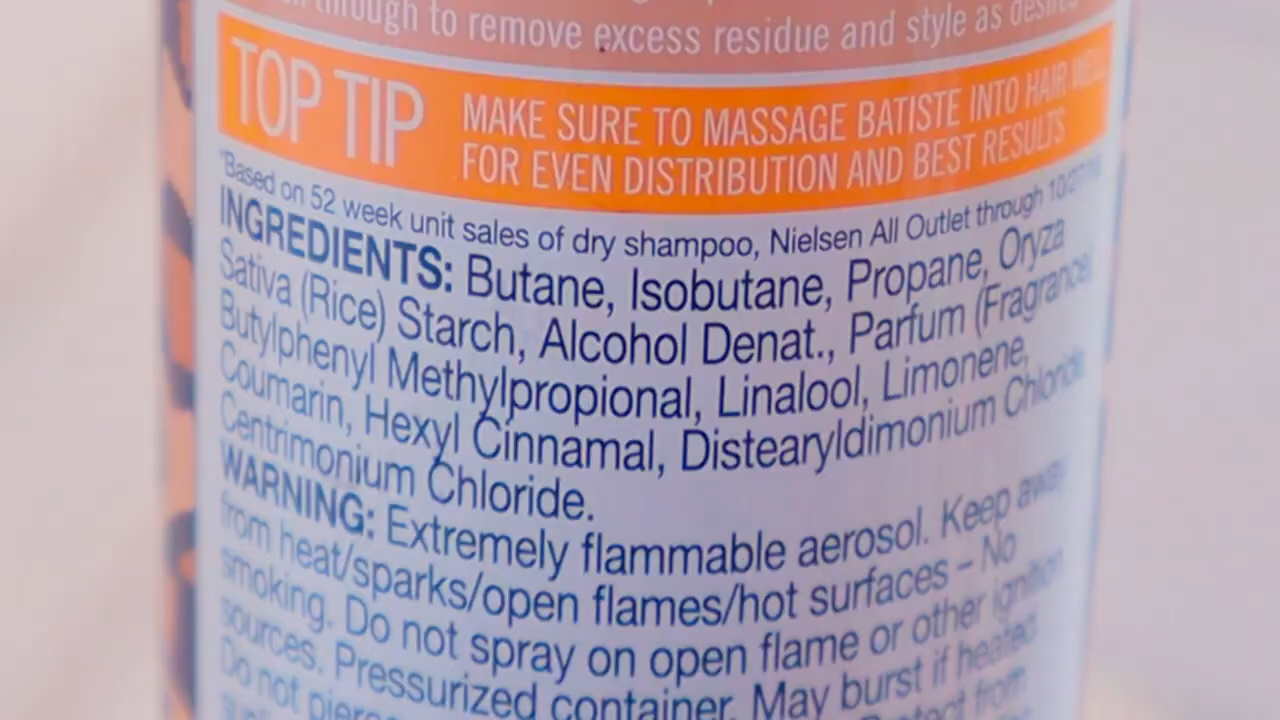 through to remove excess residue and style as desired
TOP TIP
MAKE SURE TO MASSAGE BATISTE INTO HAIR WELL
FOR EVEN DISTRIBUTION AND BEST RESULTS
*Based on 52 week unit sales of dry shampoo, Nielsen All Outlet through
INGREDIENTS: Butane, Isobutane, Propane, Oryza
Sativa (Rice) Starch, Alcohol Denat., Parfum (Fragrance)
Butylphenyl Methylpropional, Linalool, Limonene,
Coumarin, Hexyl Cinnamal, Distearyldimonium Chloride
Centrimonium Chloride.
WARNING: Extremely flammable aerosol. Keep away
from heat/sparks/open flames/hot surfaces – No
smoking. Do not spray on open flame or other ignition
sources. Pressurized container. May burst if heated.
Do not pierce Protect from